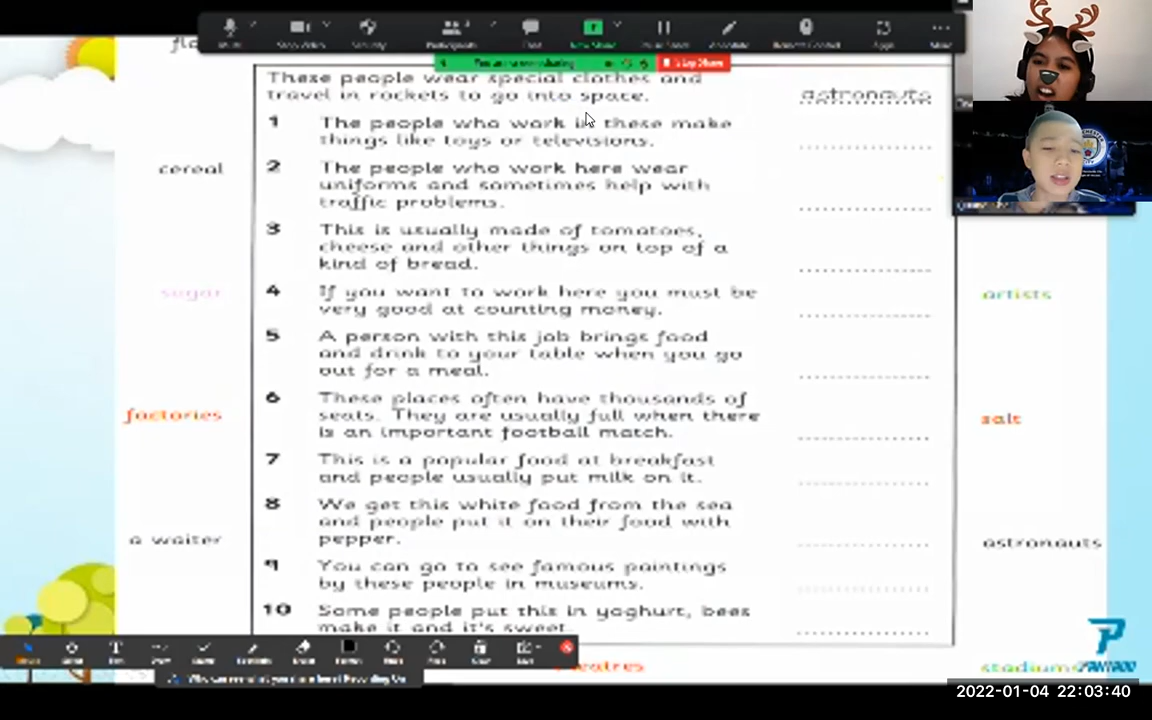 These people wear special clothes and
travel in rockets to go into space.
astronauts
1 The people who work in these make
things like toys or televisions.
cereal
2 The people who work here wear
uniforms and sometimes help with
traffic problems.
3 This is usually made of tomatoes,
cheese and other things on top of a
kind of bread.
sugar
4 If you want to work here you must be
very good at counting money.
artists
5 A person with this job brings food
and drink to your table when you go
out for a meal.
factories
6 These places often have thousands of
seats. They are usually full when there
is an important football match.
salt
7 This is a popular food at breakfast
and people usually put milk on it.
8 We get this white food from the sea
and people put it on their food with
pepper.
a waiter
astronauts
9 You can go to see famous paintings
by these people in museums.
10 Some people put this in yoghurt, bees
make it and it's sweet.
stadiums
Stop Share
2022-01-04 22:03:40